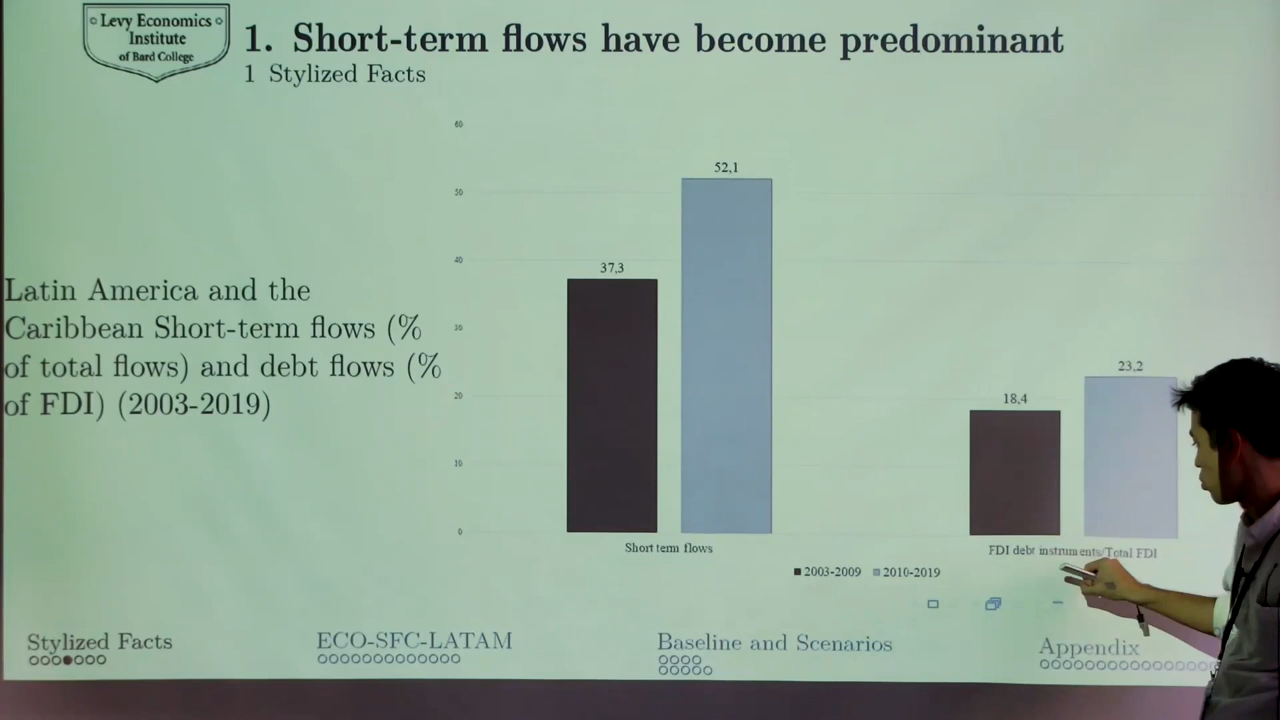 Levy Economics
Institute
of Bard College
1. Short-term flows have become predominant
1 Stylized Facts
Latin America and the
Caribbean Short-term flows (%
of total flows) and debt flows (%
of FDI) (2003-2019)
60
50
40
30
20
10
0
37,3
52,1
18,4
23,2
Short term flows
FDI debt instruments/Total FDI
2003-2009
2010-2019
Stylized Facts
ECO-SFC-LATAM
Baseline and Scenarios
Appendix